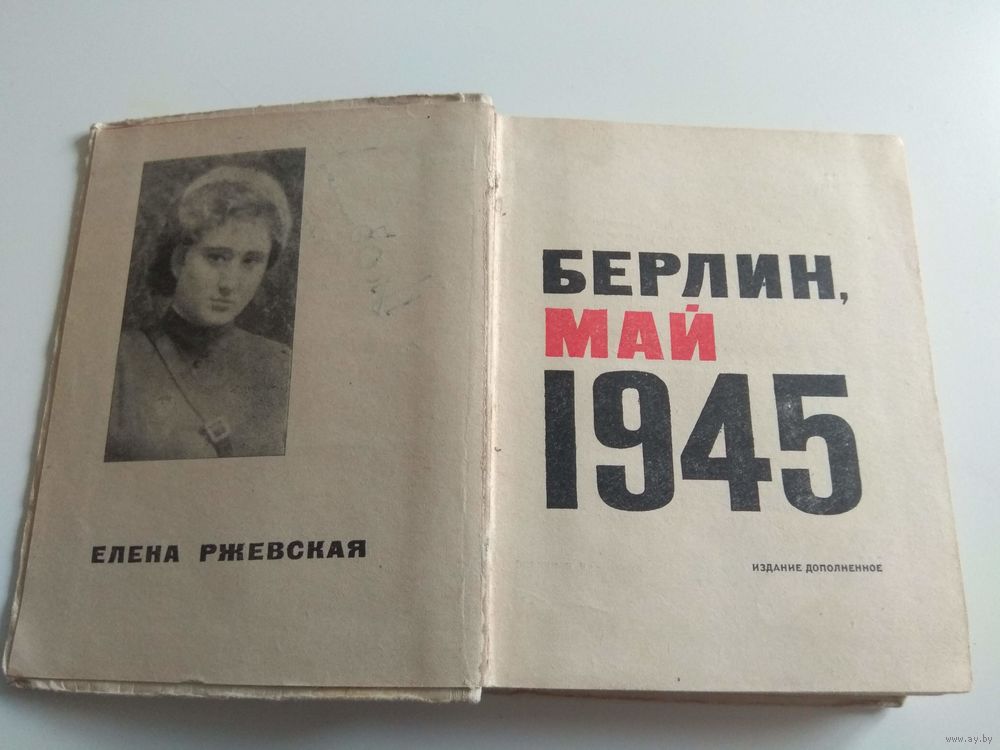 ЕЛЕНА РЖЕВСКАЯ
БЕРЛИН,
МАЙ
1945
ИЗДАНИЕ ДОПОЛНЕННОЕ
www.ay.by